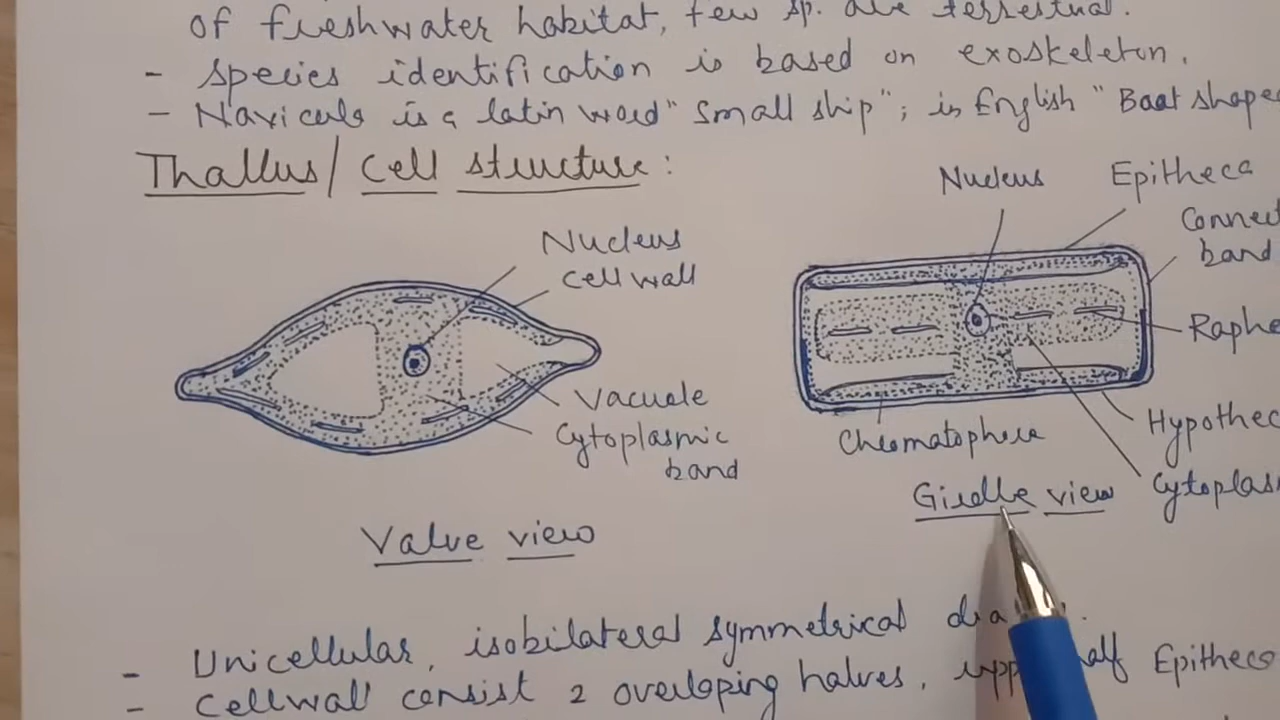 of freshwater habitat, few sp. are terrestrial.
- Species identification is based on exoskeleton.
- Navicula is a latin word "small ship"; in English "Boat shape
Thallus/ Cell structure :
Nucleus
cell wall
Vacuole
Cytoplasmic
band
Valve view
Nucleus
Epitheca
Connec
band
Raphe
Hypothec
Cytoplas
Chromatophore
Girdle view
- Unicellular, isobilateral symmetrical
- Cellwall consist 2 overlaping halves, half Epitheca